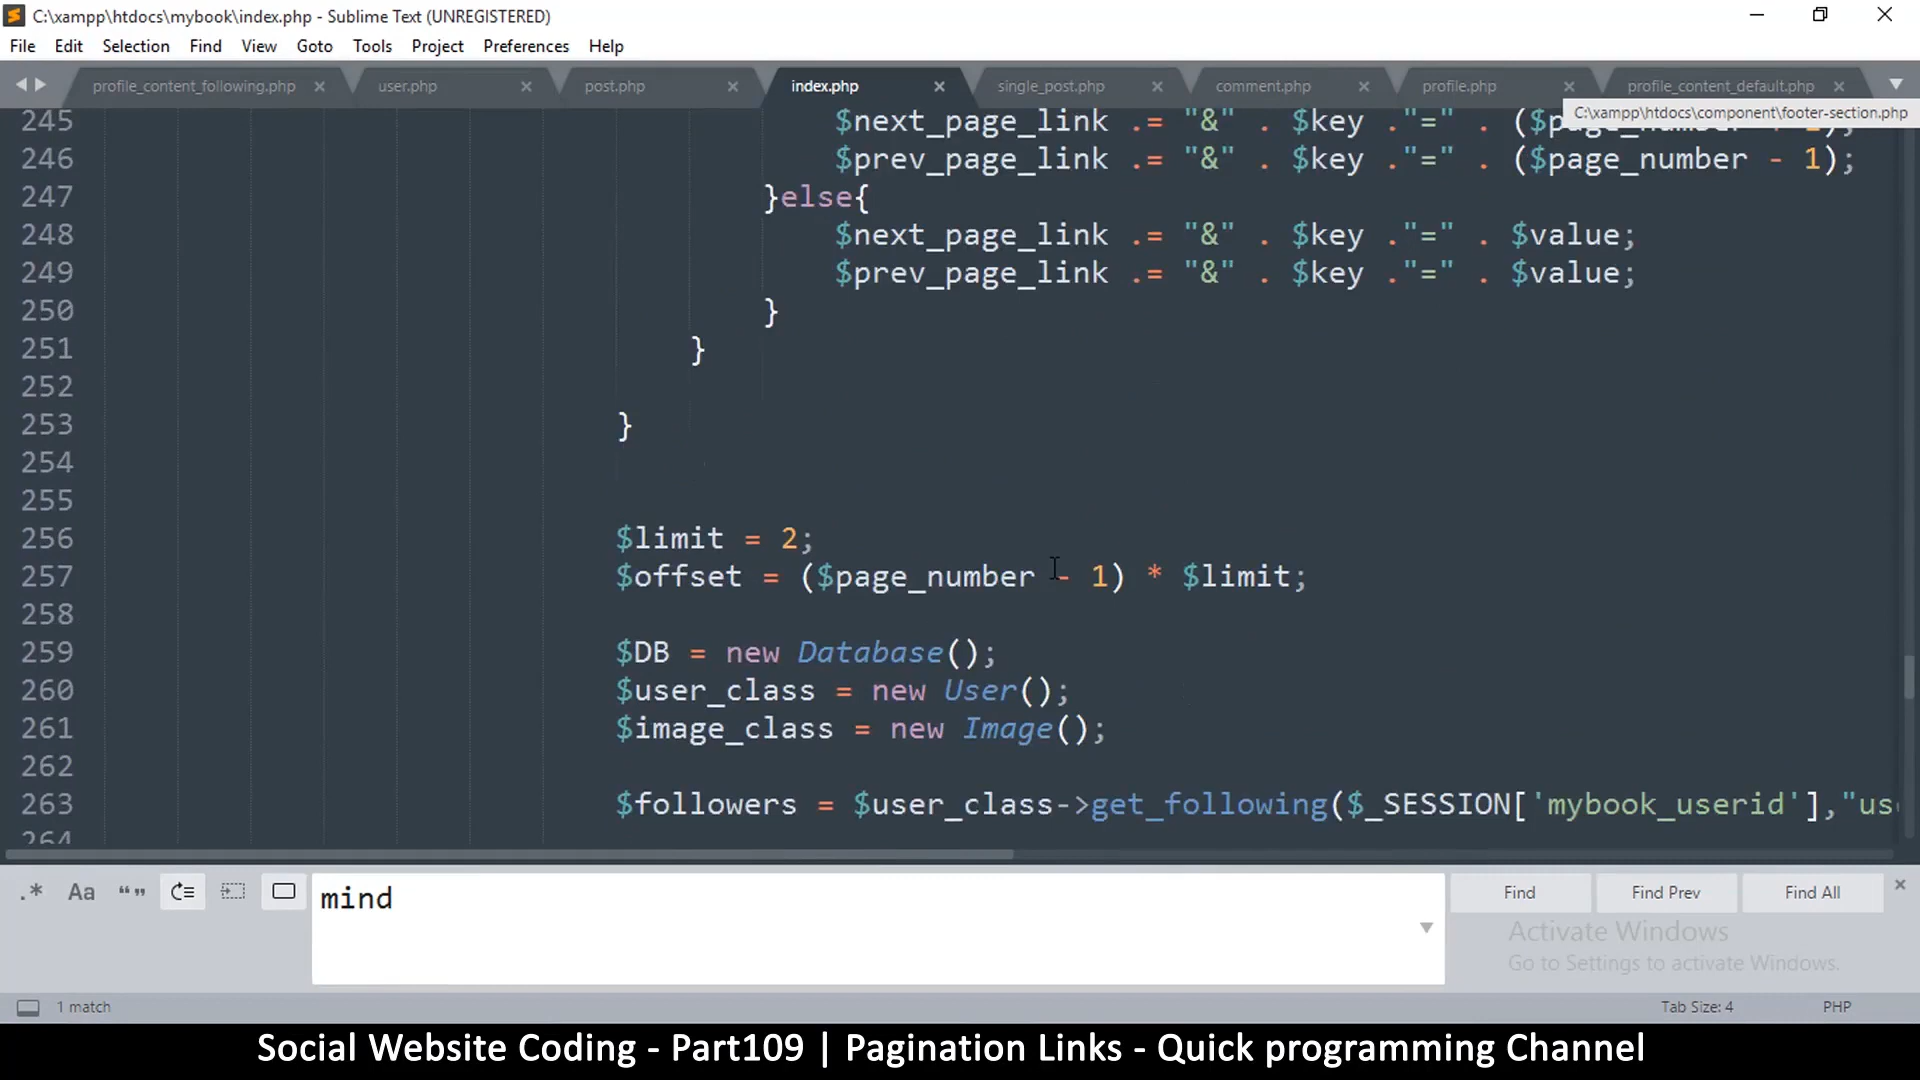 C:\xampp\htdocs\mybook\index.php - Sublime Text (UNREGISTERED)
File Edit Selection Find View Goto Tools Project Preferences Help
profile_content_following.php user.php post.php index.php single_post.php comment.php profile.php profile_content_default.php
C:\xampp\htdocs\component\footer-section.php
245 $next_page_link .= "&" . $key ."=" .
246 $prev_page_link .= "&" . $key ."=" . ($page_number - 1);
247 }else{
248 $next_page_link .= "&" . $key ."=" . $value;
249 $prev_page_link .= "&" . $key ."=" . $value;
250 }
251 }
252
253 }
254
255
256 $limit = 2;
257 $offset = ($page_number - 1) * $limit;
258
259 $DB = new Database();
260 $user_class = new User();
261 $image_class = new Image();
262
263 $followers = $user_class->get_following($_SESSION['mybook_userid'],"us
264
.* Aa “” mind Find Find Prev Find All
Activate Windows
Go to Settings to activate Windows.
1 match Tab Size: 4 PHP
Social Website Coding - Part109 | Pagination Links - Quick programming Channel